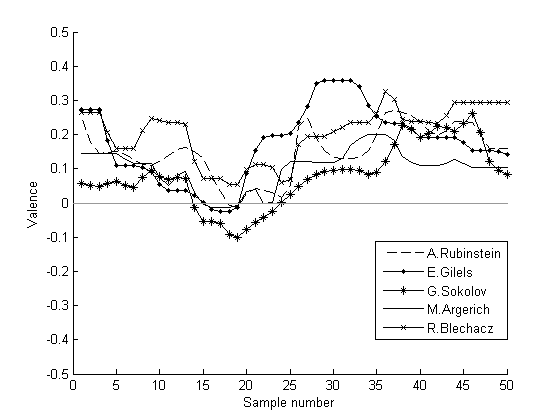 0.5
0.4
0.3
0.2
0.1
0
-0.1
-0.2
-0.3
-0.4
-0.5
Valence
A.Rubinstein
E.Gilels
G.Sokolov
M.Argerich
R.Blechacz
0 5 10 15 20 25 30 35 40 45 50
Sample number